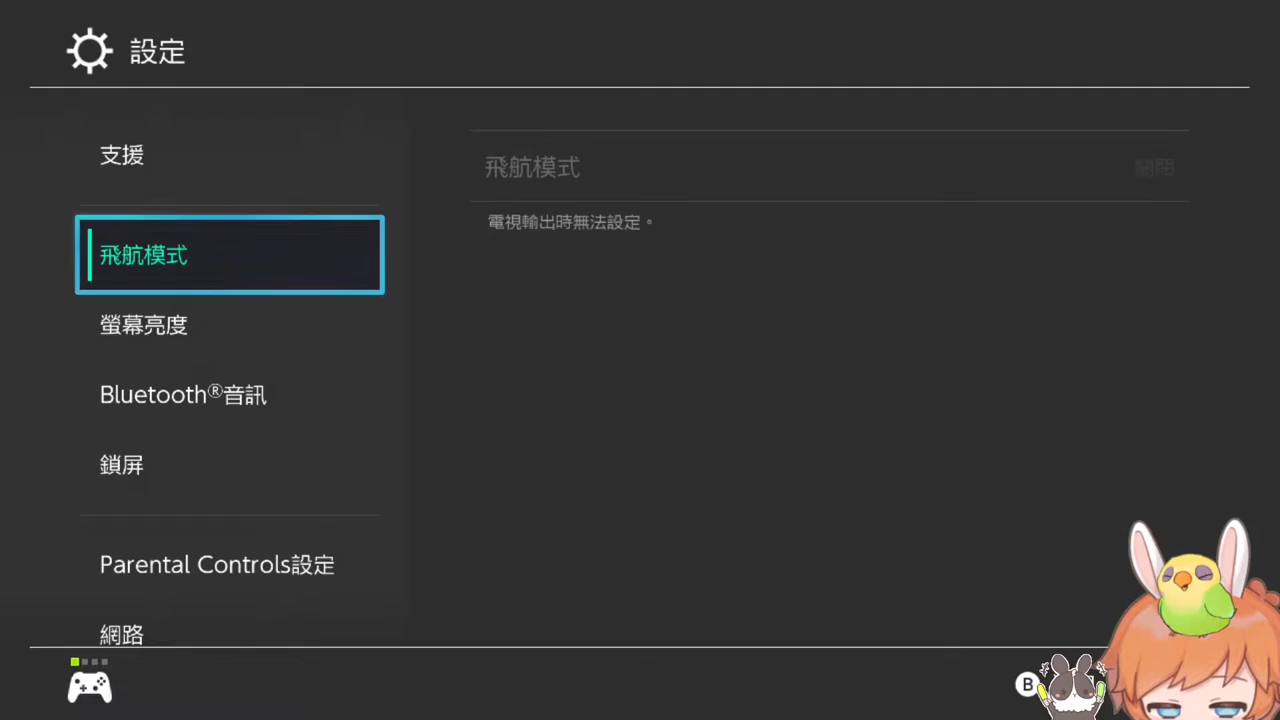 設定
支援
飛航模式
螢幕亮度
Bluetooth®音訊
鎖屏
Parental Controls設定
網路
飛航模式
關閉
電視輸出時無法設定。
B